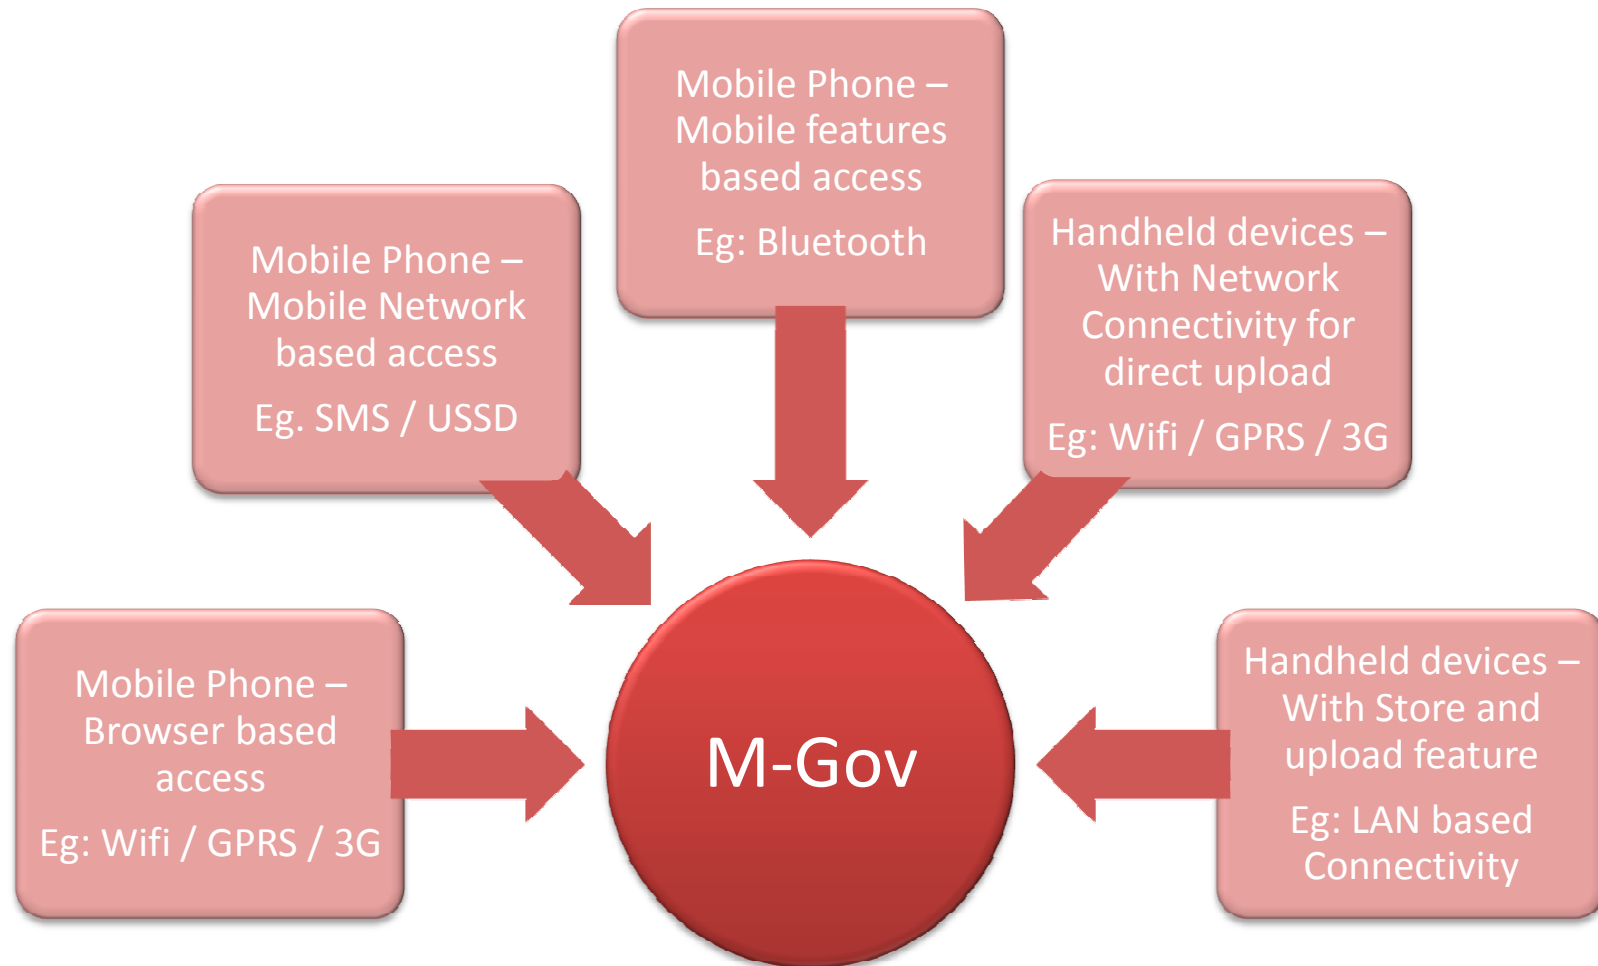 Mobile Phone –
Mobile features
based access
Eg: Bluetooth
Mobile Phone –
Mobile Network
based access
Eg. SMS / USSD
Handheld devices –
With Network
Connectivity for
direct upload
Eg: Wifi / GPRS / 3G
Mobile Phone –
Browser based
access
Eg: Wifi / GPRS / 3G
M-Gov
Handheld devices –
With Store and
upload feature
Eg: LAN based
Connectivity